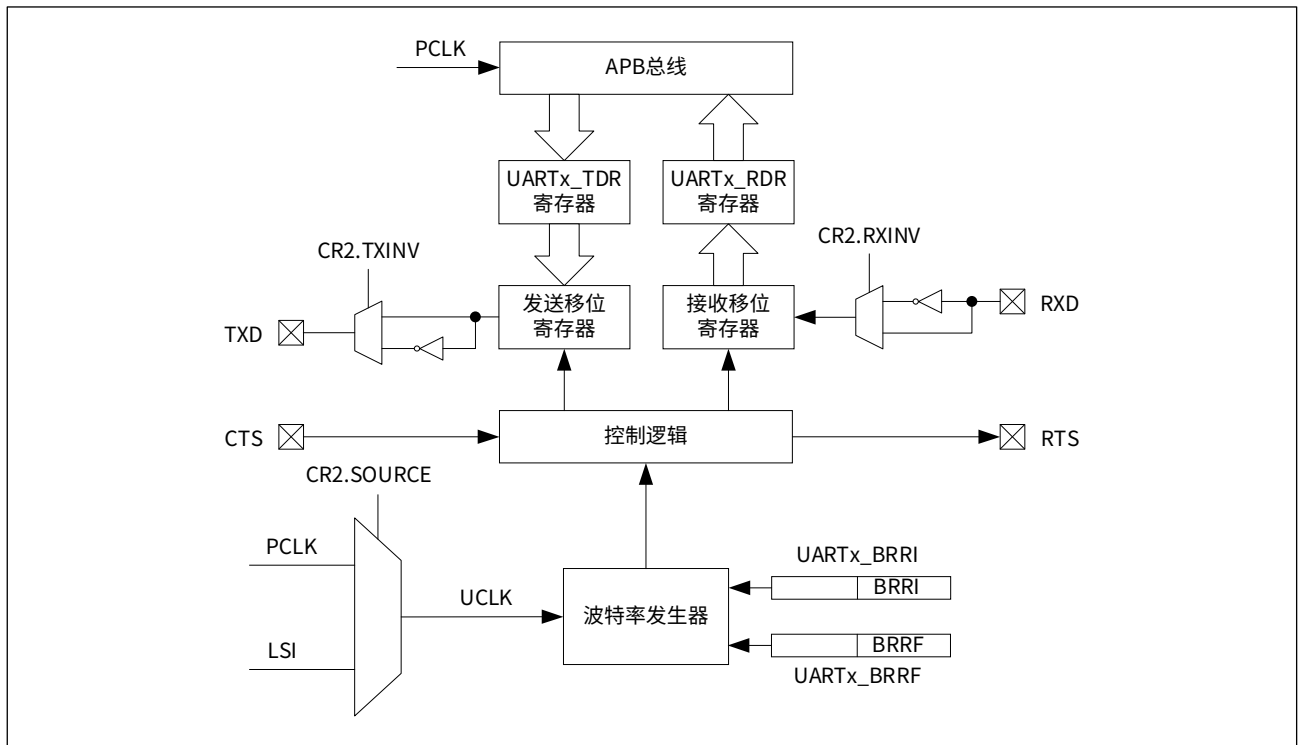 PCLK
APB总线
UARTx_TDR
寄存器
UARTx_RDR
寄存器
CR2.TXINV
CR2.RXINV
TXD
发送移位
寄存器
接收移位
寄存器
RXD
CTS
控制逻辑
RTS
CR2.SOURCE
PCLK
UCLK
LSI
波特率发生器
UARTx_BRRI
BRRI
BRRF
UARTx_BRRF